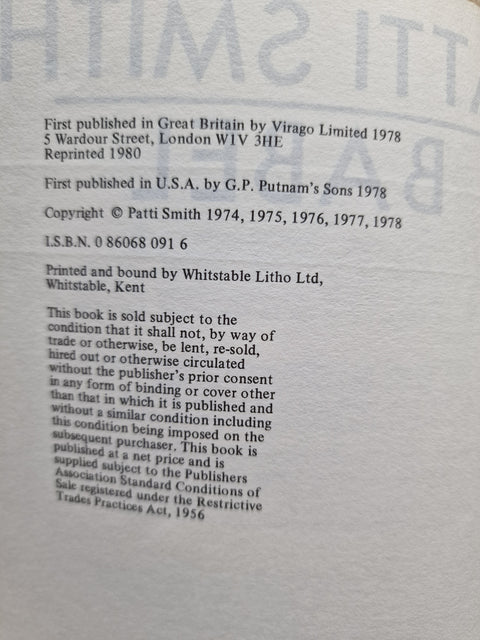 ATTI SMITH
BABEL
First published in Great Britain by Virago Limited 1978
5 Wardour Street, London W1V 3HE
Reprinted 1980
First published in U.S.A. by G.P. Putnam's Sons 1978
Copyright © Patti Smith 1974, 1975, 1976, 1977, 1978
I.S.B.N. 0 86068 091 6
Printed and bound by Whitstable Litho Ltd,
Whitstable, Kent
This book is sold subject to the
condition that it shall not, by way of
trade or otherwise, be lent, re-sold,
hired out or otherwise circulated
without the publisher's prior consent
in any form of binding or cover other
than that in which it is published and
without a similar condition including
this condition being imposed on the
subsequent purchaser. This book is
published at a net price and is
supplied subject to the Publishers
Association Standard Conditions of
Sale registered under the Restrictive
Trades Practices Act, 1956